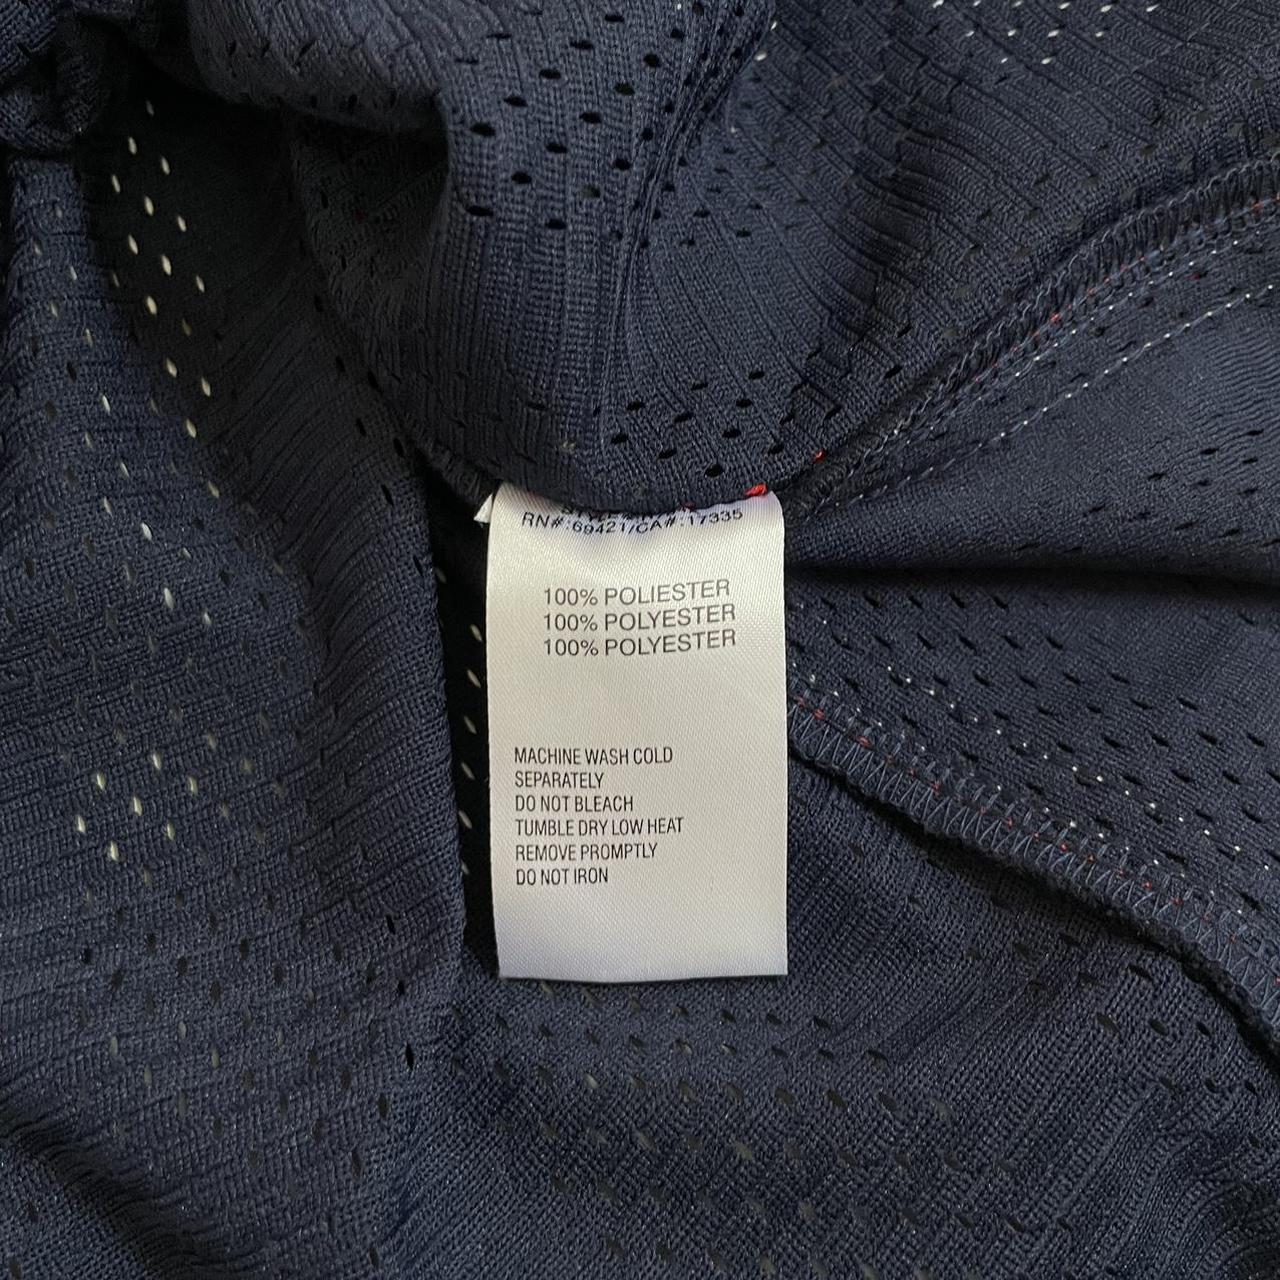 RN#:69421/CA#:17335
100% POLIESTER
100% POLYESTER
100% POLYESTER
MACHINE WASH COLD
SEPARATELY
DO NOT BLEACH
TUMBLE DRY LOW HEAT
REMOVE PROMPTLY
DO NOT IRON